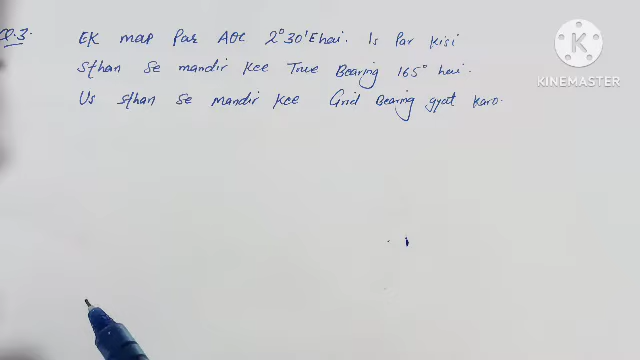 Q.3. EK map Par AOC 2°30'E hai. Is Par Kisi
Sthan Se mandir Kee True Bearing 165° hai.
Us Sthan Se mandir Kee Grid Bearing gyat Karo.
K
KINEMASTER